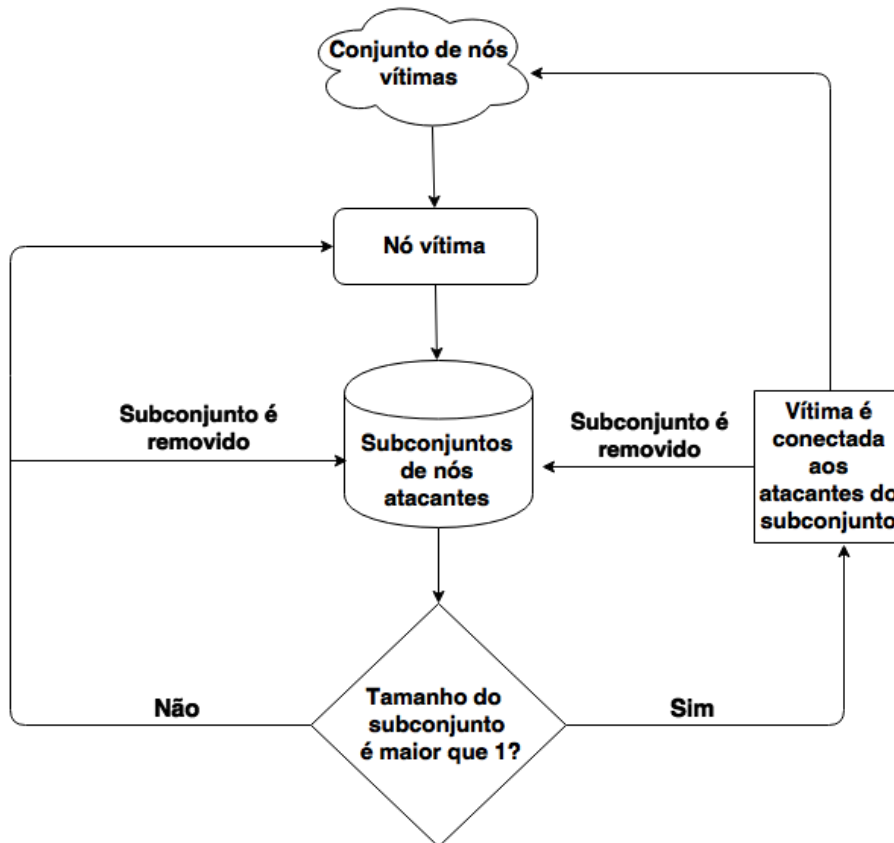 Conjunto de nós
vítimas
Nó vítima
Subconjunto é
removido
Subconjuntos
de nós
atacantes
Subconjunto é
removido
Vítima é
conectada
aos
atacantes do
subconjunto
Não
Tamanho do
subconjunto
é maior que 1?
Sim